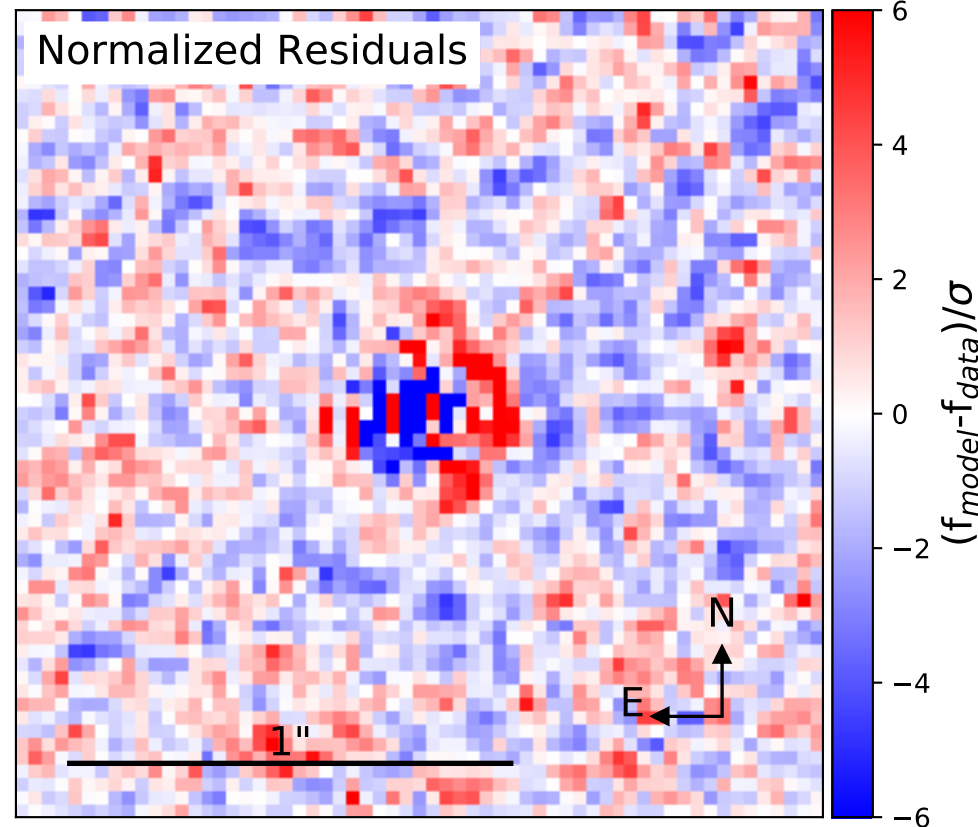 Normalized Residuals
6
4
2
0
−2
−4
−6
(f_model-f_data)/σ
N
E
1"